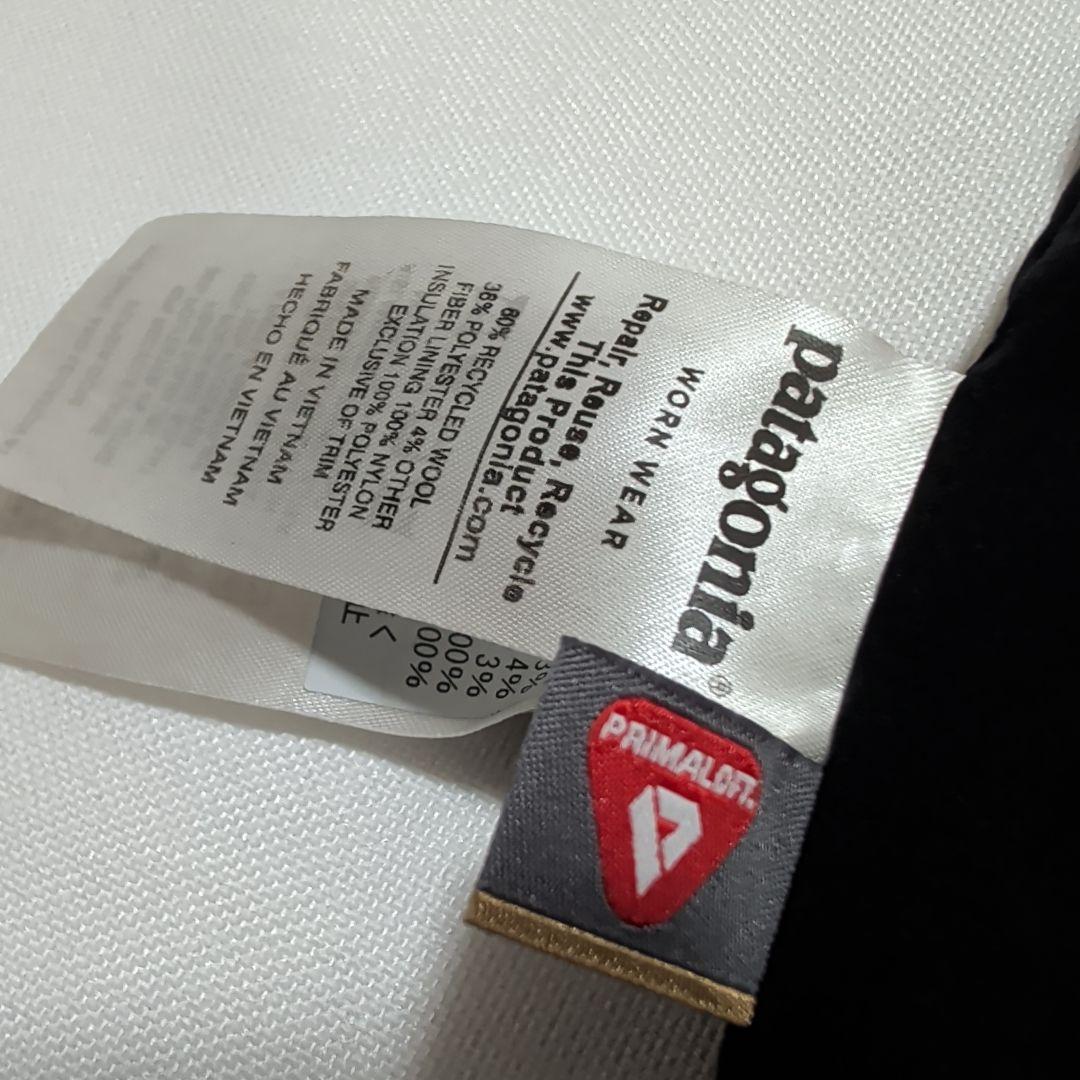 patagonia®
WORN WEAR
Repair, Reuse, Recycle
This Product
www.patagonia.com
60% RECYCLED WOOL
36% POLYESTER 4% OTHER
FIBER LINING 100% NYLON
INSULATION 100% POLYESTER
EXCLUSIVE OF TRIM
MADE IN VIETNAM
FABRIQUÉ AU VIETNAM
HECHO EN VIETNAM
3%
4%
3%
00%
00%
PRIMALOFT.